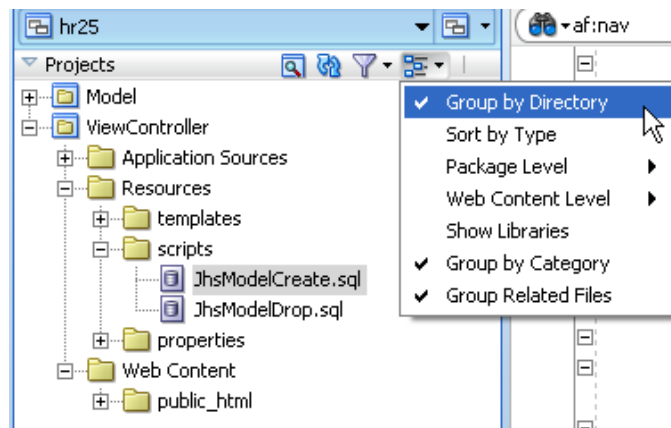 hr25
af:nav
Projects
Model
ViewController
Application Sources
Resources
templates
scripts
JhsModelCreate.sql
JhsModelDrop.sql
properties
Web Content
public_html
Group by Directory
Sort by Type
Package Level
Web Content Level
Show Libraries
Group by Category
Group Related Files